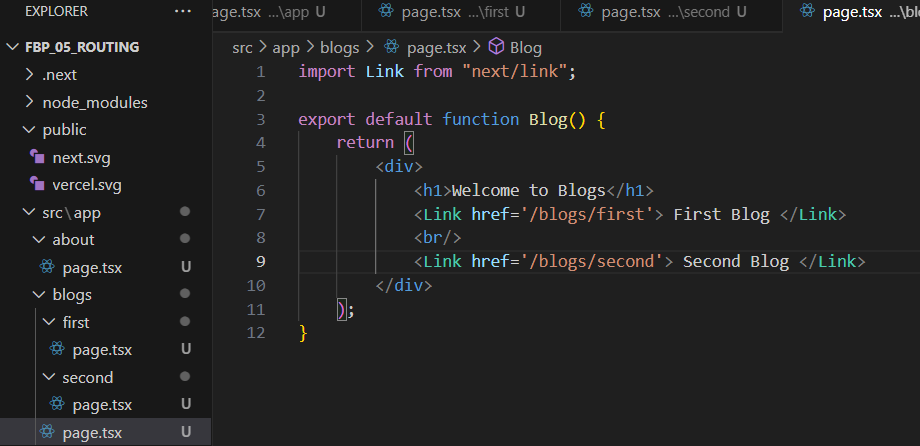 EXPLORER ...
page.tsx ...\app U
page.tsx ...\first U
page.tsx ...\second U
page.tsx ...\bl
FBP_05_ROUTING
.next
node_modules
public
next.svg
vercel.svg
src\app
about
page.tsx U
blogs
first
page.tsx U
second
page.tsx U
page.tsx U
src > app > blogs > page.tsx > Blog
1 import Link from "next/link";
2
3 export default function Blog() {
4 return (
5 <div>
6 <h1>Welcome to Blogs</h1>
7 <Link href='/blogs/first'> First Blog </Link>
8 <br/>
9 <Link href='/blogs/second'> Second Blog </Link>
10 </div>
11 );
12 }